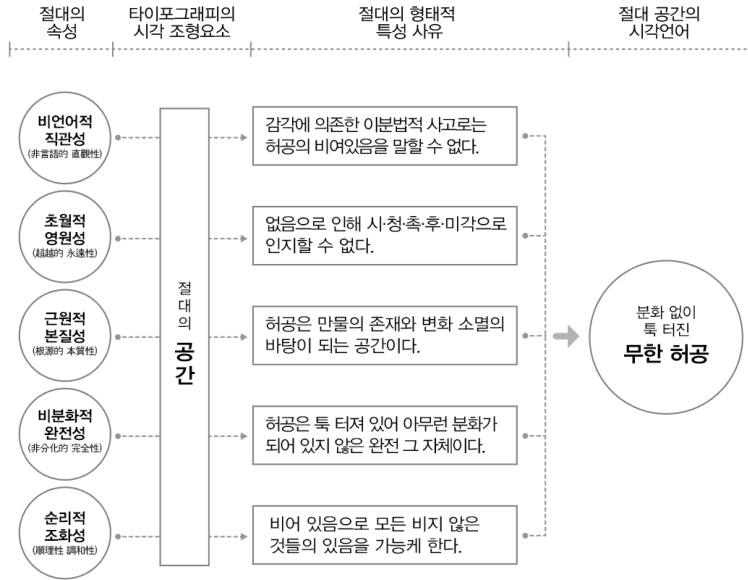 절대의
속성
타이포그래피의
시각 조형요소
절대의 형태적
특성 사유
절대 공간의
시각언어
비언어적
직관성
(非言語的 直觀性)
감각에 의존한 이분법적 사고로는
허공의 비여있음을 말할 수 없다.
초월적
영원성
(超越的 永遠性)
없음으로 인해 시·청·촉·후·미각으로
인지할 수 없다.
근원적
본질성
(根源的 本質性)
허공은 만물의 존재와 변화 소멸의
바탕이 되는 공간이다.
비분화적
완전성
(非分化的 完全性)
허공은 툭 터져 있어 아무런 분화가
되어 있지 않은 완전 그 자체이다.
순리적
조화성
(順理性 調和性)
비어 있음으로 모든 비지 않은
것들의 있음을 가능케 한다.
절대의
공간
분화 없이
툭 터진
무한 허공